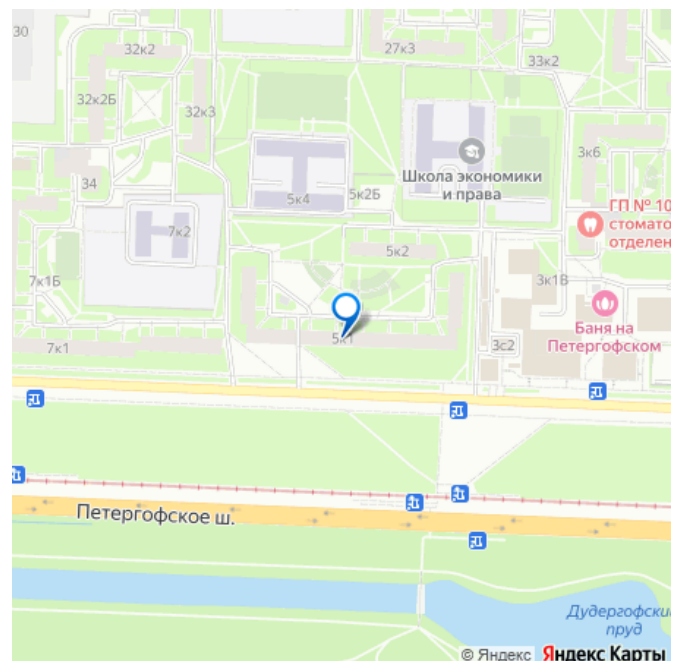 30
32к2
27к3
33к2
32к2Б
32к3
3к6
Школа экономики
и права
34
5к4
5к2Б
ГП № 10
стомато
отделен
7к2
5к2
7к1Б
3к1В
Баня на
Петергофском
5к1
3с2
7к1
Петергофское ш.
Дудергофски
пруд
© Яндекс Яндекс Карты